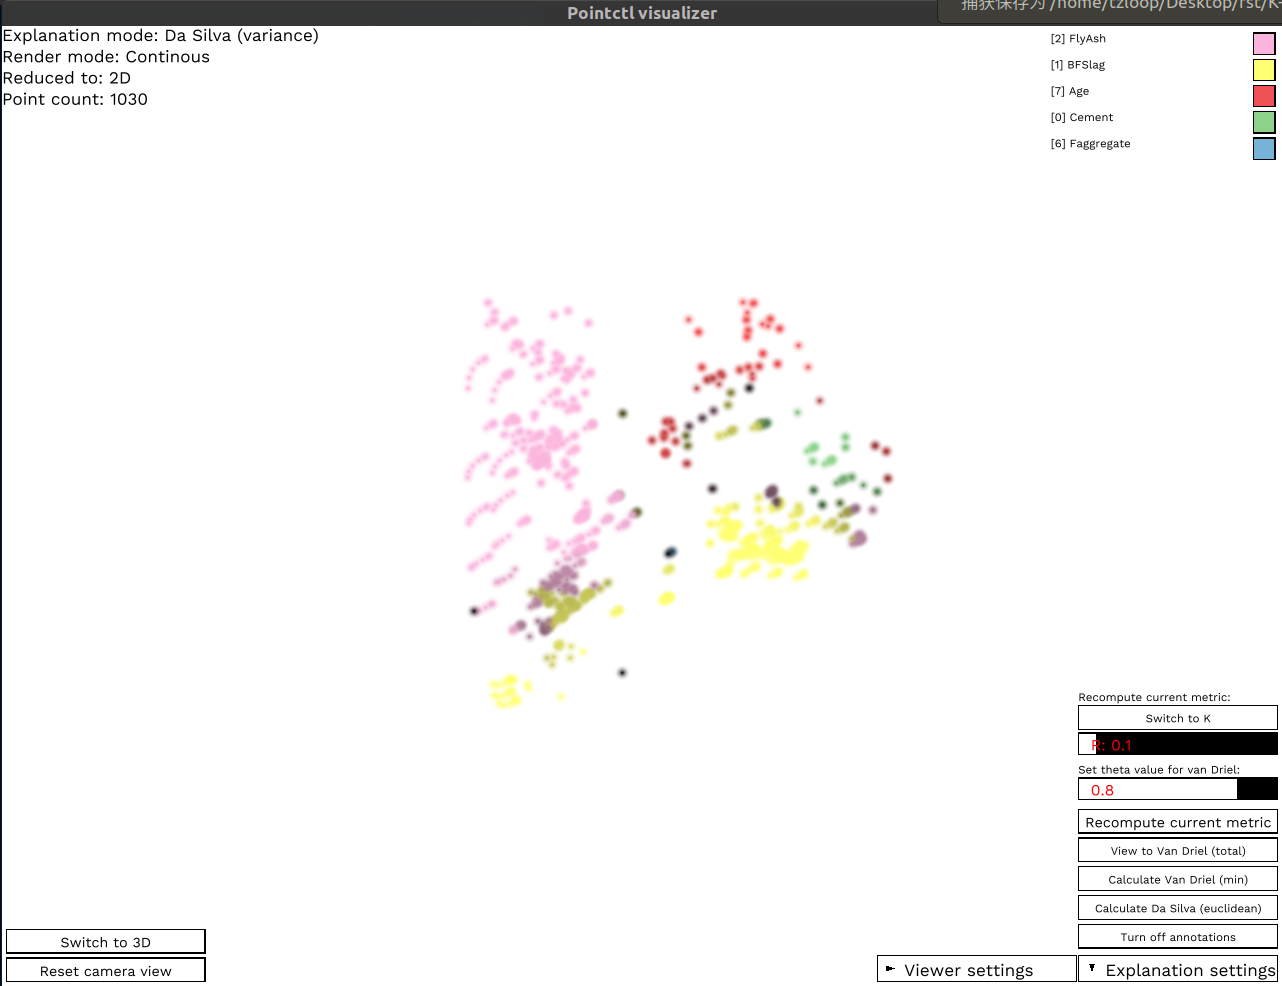 Pointctl visualizer
捕获保存为 /home/tzloop/Desktop/rst/K-
Explanation mode: Da Silva (variance)
Render mode: Continous
Reduced to: 2D
Point count: 1030
[2] FlyAsh
[1] BFSlag
[7] Age
[0] Cement
[6] Faggregate
Recompute current metric:
Switch to K
R: 0.1
Set theta value for van Driel:
0.8
Recompute current metric
View to Van Driel (total)
Calculate Van Driel (min)
Calculate Da Silva (euclidean)
Turn off annotations
Switch to 3D
Reset camera view
Viewer settings
Explanation settings